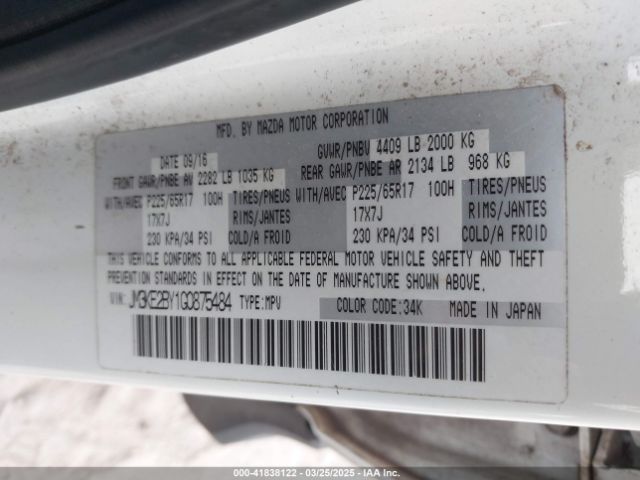 MFD. BY MAZDA MOTOR CORPORATION
DATE 09/16 GVWR/PNBV 4409 LB 2000 KG
FRONT GAWR/PNBE AV 2282 LB 1035 KG REAR GAWR/PNBE AR 2134 LB 968 KG
WITH/AVEC P225/65R17 100H TIRES/PNEUS WITH/AVEC P225/65R17 100H TIRES/PNEUS
17X7J RIMS/JANTES 17X7J RIMS/JANTES
230 KPA/34 PSI COLD/A FROID 230 KPA/34 PSI COLD/A FROID
THIS VEHICLE CONFORMS TO ALL APPLICABLE FEDERAL MOTOR VEHICLE SAFETY AND THEFT
PREVENTION STANDARDS IN EFFECT ON THE DATE OF MANUFACTURE SHOWN ABOVE.
VIN: JM3KE2BY1G0875484 TYPE:MPV COLOR CODE:34K MADE IN JAPAN
000-41838122 — 03/25/2025 — IAA Inc.